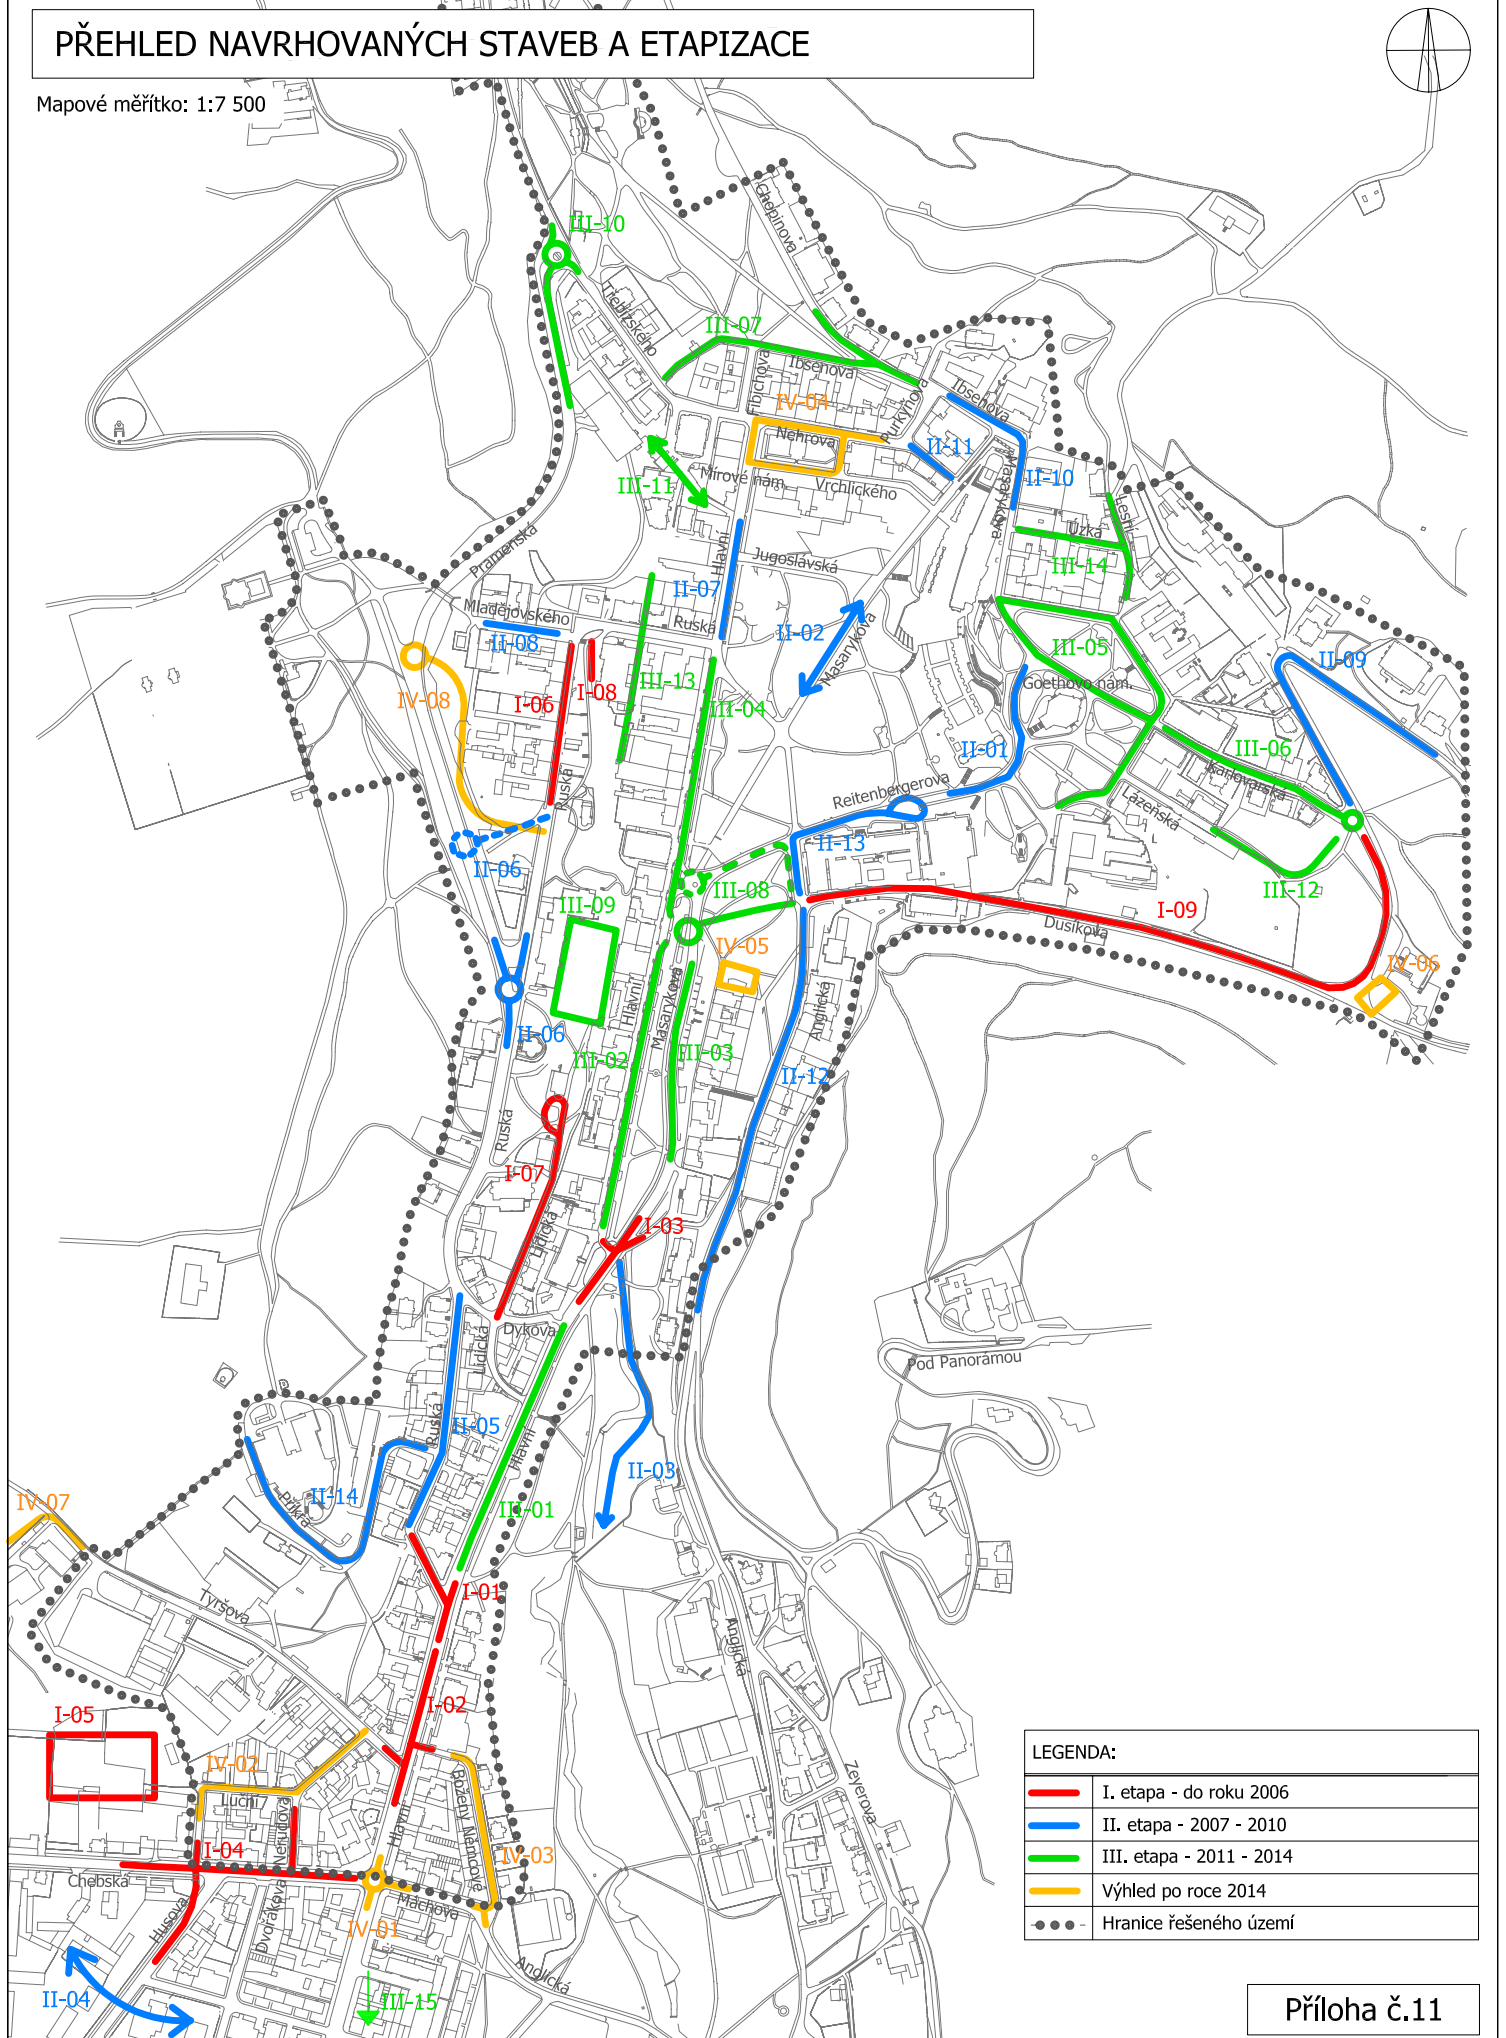 PŘEHLED NAVRHOVANÝCH STAVEB A ETAPIZACE
Mapové měřítko: 1:7 500
Chopinova
III-10
Třebízského
III-07
Ibsenova
Fibichova
IV-04
Nehrova
Purkyňova
Ibsenova
II-11
II-10
Masarykova
III-11
Mírové nám.
Vrchlického
Lesní
Úzká
III-14
Pramenská
Hlavní
Jugoslávská
II-07
Mladějovského
II-08
Ruská
II-02
Masarykova
III-05
II-09
Goethovo nám.
IV-08
I-06
I-08
III-13
III-04
II-01
III-06
Karlovarská
Ruská
Reitenbergerova
Lázeňská
II-06
II-13
III-08
III-12
III-09
I-09
Dusíkova
IV-05
IV-06
Hlavní
Masarykova
Anglická
II-06
III-02
III-03
II-12
Ruská
I-07
Lidická
I-03
Dykova
Lidická
Pod Panorámou
Ruská
II-05
Hlavní
II-03
II-14
Příkrá
III-01
IV-07
Tyršova
I-01
Anglická
I-02
I-05
IV-02
Luční
Nerudova
Boženy Němcové
Zeyerova
Hlavní
I-04
IV-03
Chebská
Husova
Dvořákova
Máchova
IV-01
Anglická
II-04
III-15
LEGENDA:
I. etapa - do roku 2006
II. etapa - 2007 - 2010
III. etapa - 2011 - 2014
Výhled po roce 2014
Hranice řešeného území
Příloha č.11